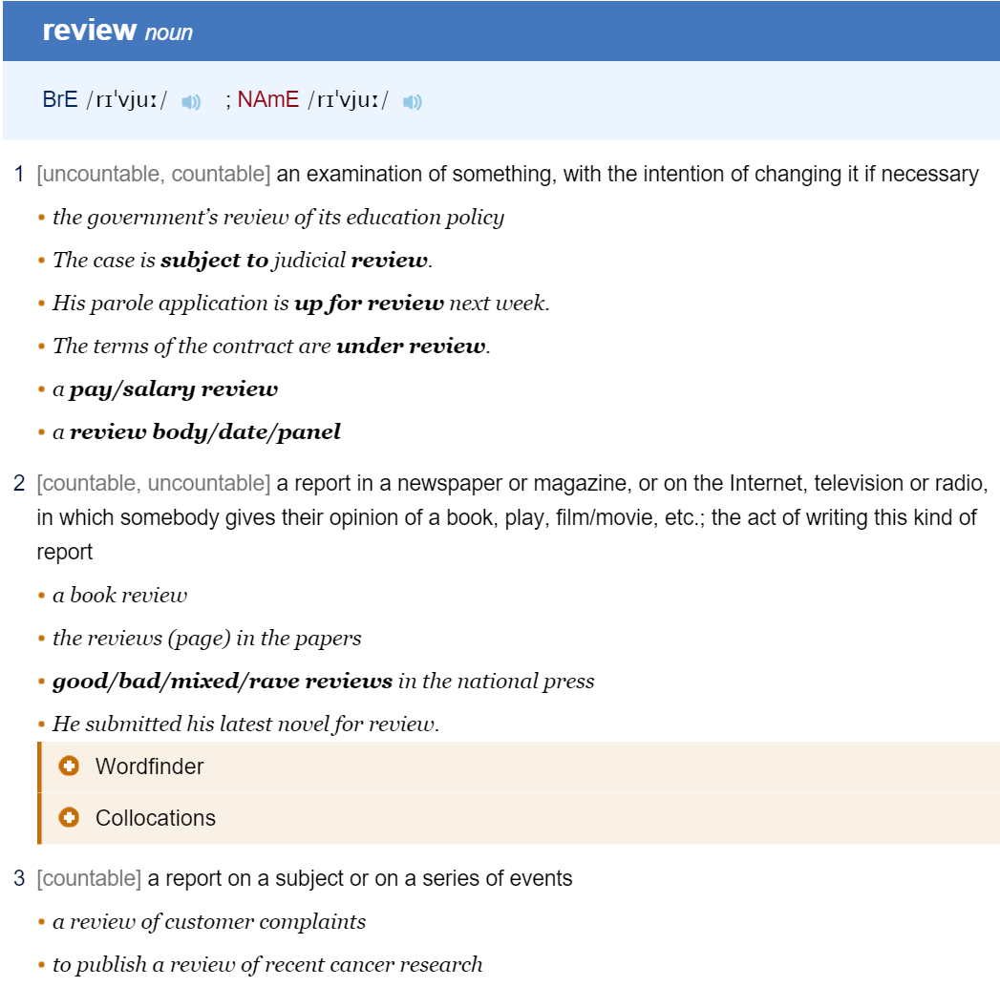 review noun
BrE /rɪˈvjuː/ ; NAmE /rɪˈvjuː/
1 [uncountable, countable] an examination of something, with the intention of changing it if necessary
• the government’s review of its education policy
• The case is subject to judicial review.
• His parole application is up for review next week.
• The terms of the contract are under review.
• a pay/salary review
• a review body/date/panel
2 [countable, uncountable] a report in a newspaper or magazine, or on the Internet, television or radio,
in which somebody gives their opinion of a book, play, film/movie, etc.; the act of writing this kind of
report
• a book review
• the reviews (page) in the papers
• good/bad/mixed/rave reviews in the national press
• He submitted his latest novel for review.
Wordfinder
Collocations
3 [countable] a report on a subject or on a series of events
• a review of customer complaints
• to publish a review of recent cancer research